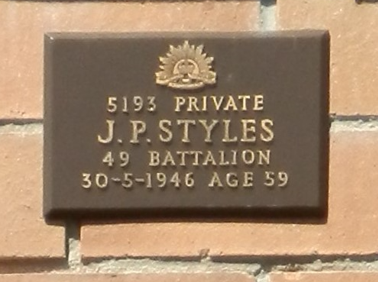 5193 PRIVATE
J.P. STYLES
49 BATTALION
30-5-1946 AGE 59